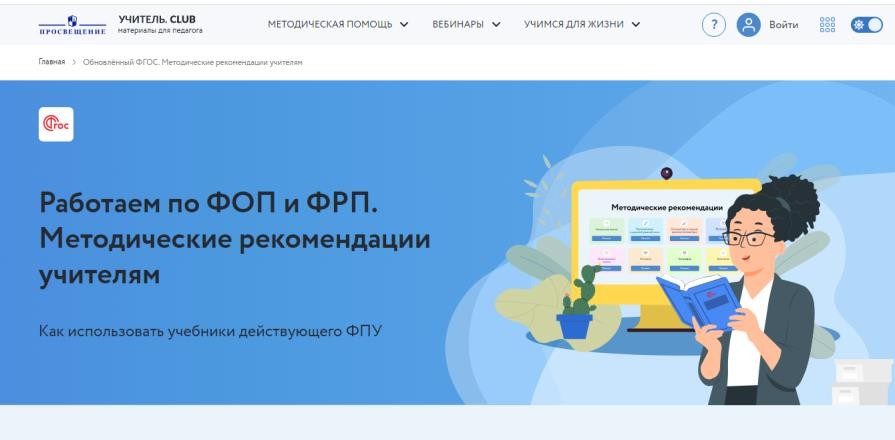 ПРОСВЕЩЕНИЕ
УЧИТЕЛЬ. CLUB
материалы для педагога
МЕТОДИЧЕСКАЯ ПОМОЩЬ
ВЕБИНАРЫ
УЧИМСЯ ДЛЯ ЖИЗНИ
?
Войти
Главная > Обновлённый ФГОС. Методические рекомендации учителям
Фгос
Работаем по ФОП и ФРП.
Методические рекомендации
учителям
Как использовать учебники действующего ФПУ
Методические рекомендации